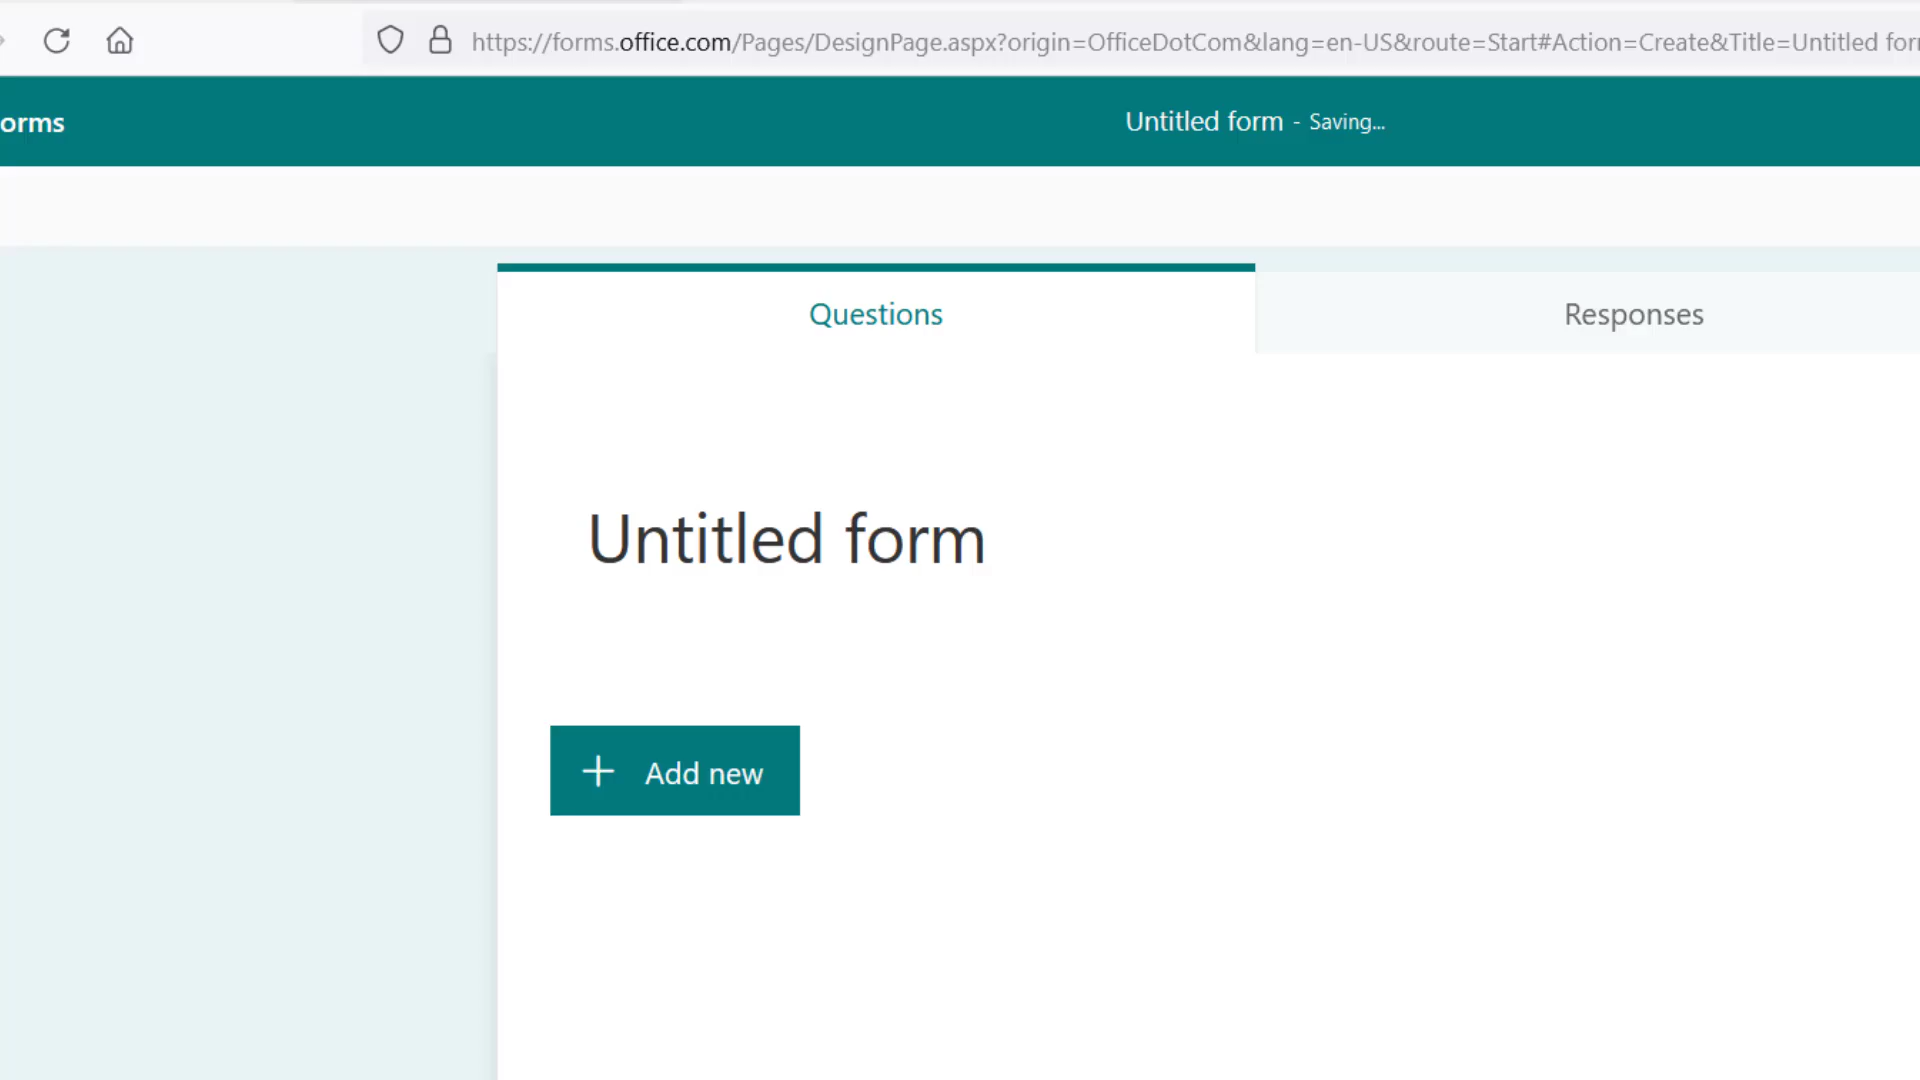 https://forms.office.com/Pages/DesignPage.aspx?origin=OfficeDotCom&lang=en-US&route=Start#Action=Create&Title=Untitled for
orms
Untitled form - Saving...
Questions
Responses
Untitled form
+ Add new